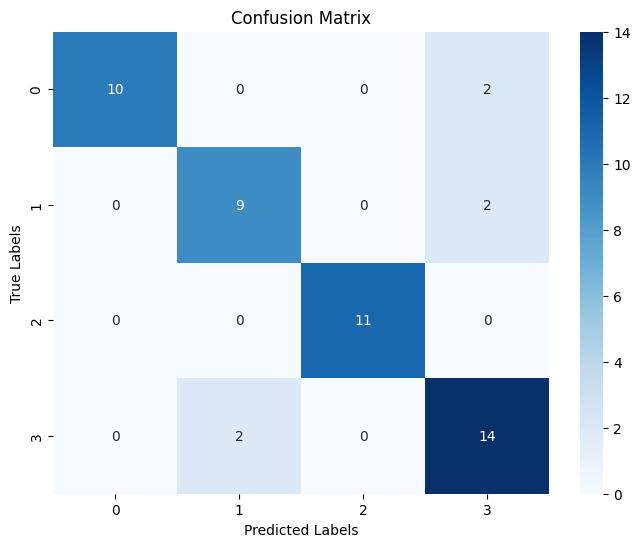 Confusion Matrix
True Labels
0 10 0 0 2
1 0 9 0 2
2 0 0 11 0
3 0 2 0 14
0 1 2 3
Predicted Labels
14
12
10
8
6
4
2
0